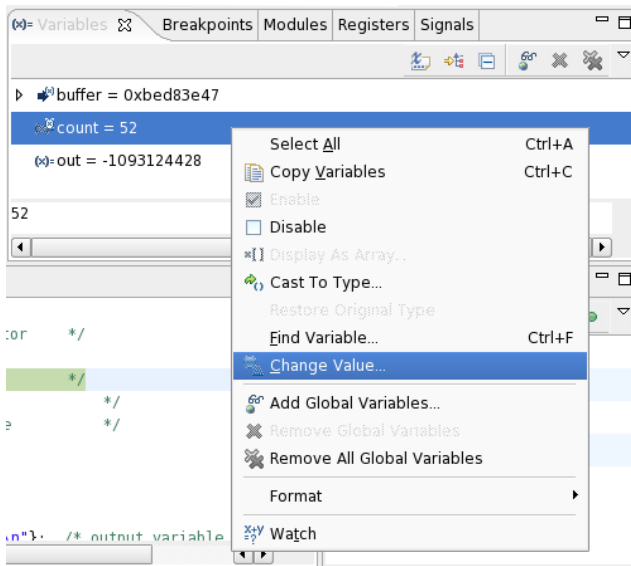 (x)= Variables Breakpoints Modules Registers Signals
buffer = 0xbed83e47
count = 52
(x)= out = -1093124428
52
Select All Ctrl+A
Copy Variables Ctrl+C
Enable
Disable
Display As Array...
Cast To Type...
Restore Original Type
Find Variable... Ctrl+F
Change Value...
Add Global Variables...
Remove Global Variables
Remove All Global Variables
Format
Watch
tor */
*/
*/
e */
\n"}; /* output variable